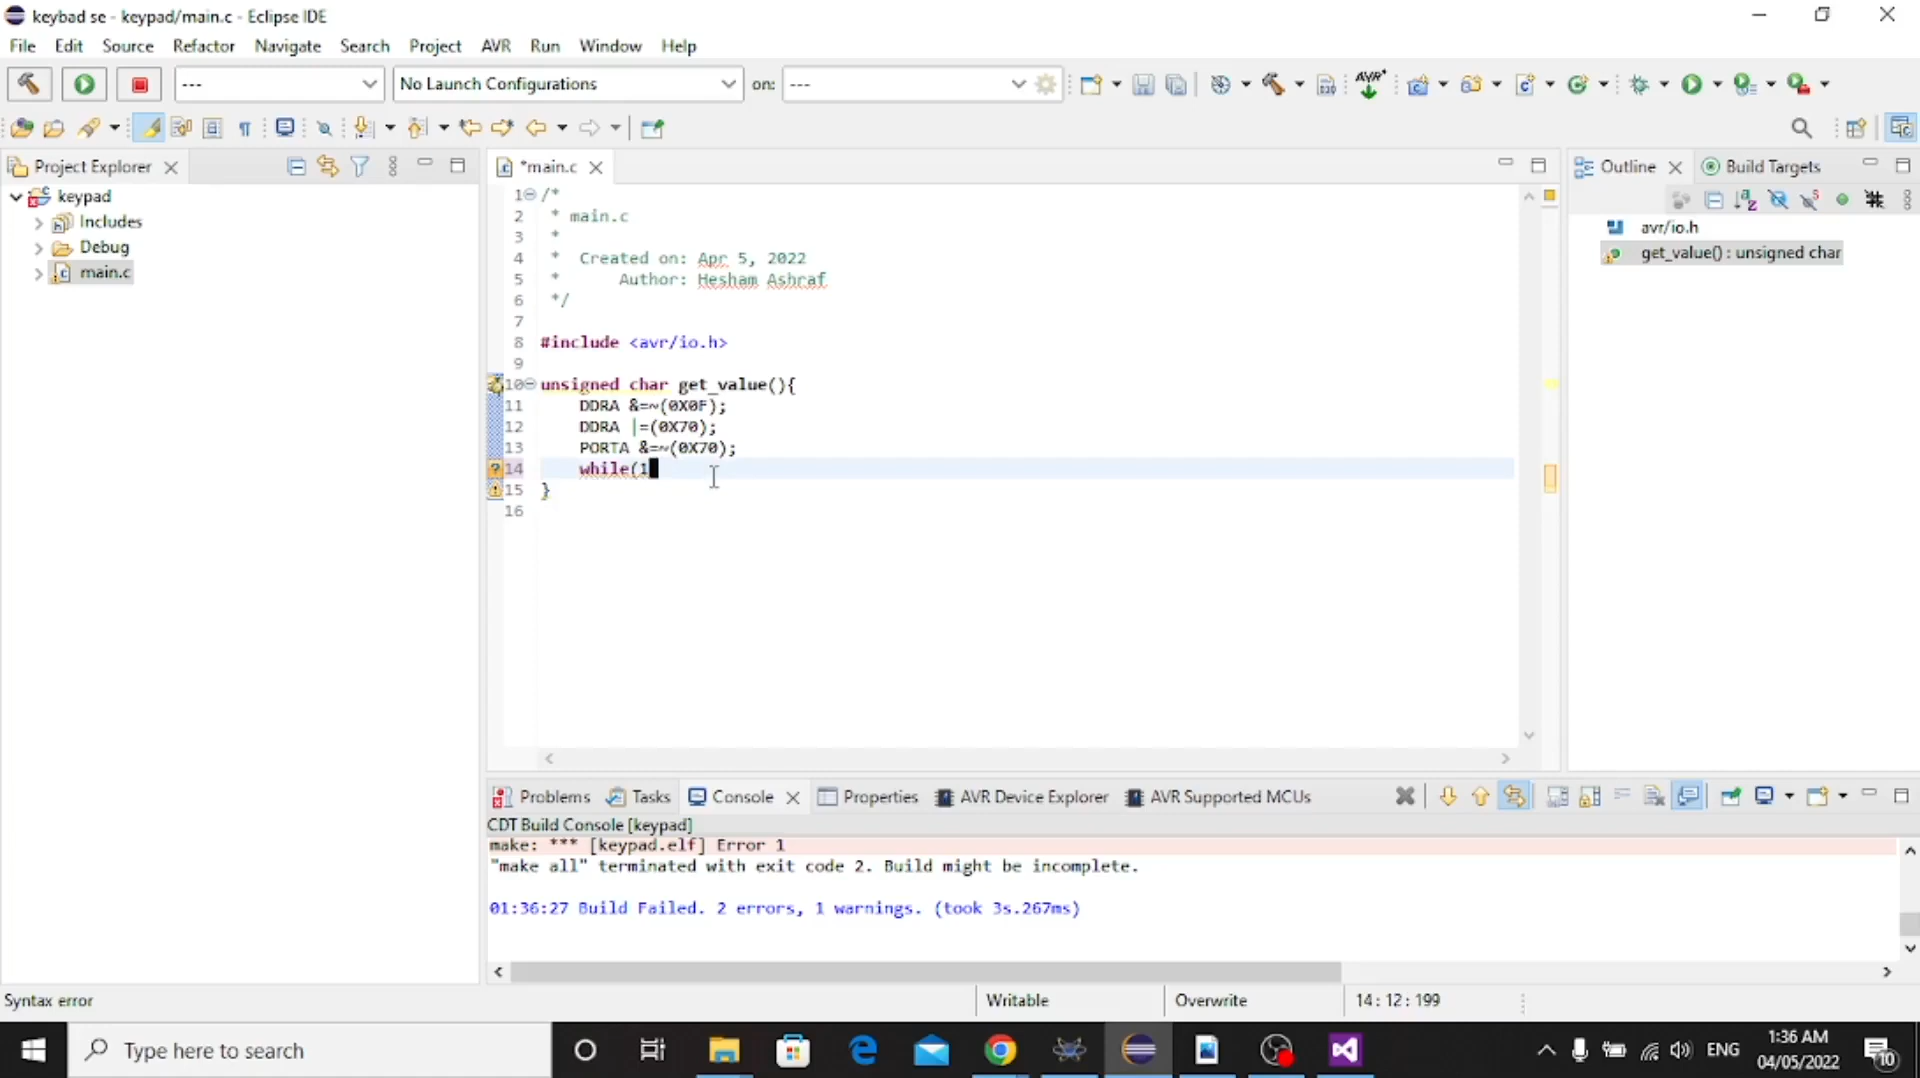 keybad se - keypad/main.c - Eclipse IDE
File Edit Source Refactor Navigate Search Project AVR Run Window Help
--- No Launch Configurations on: --- AVR
Project Explorer
keypad
Includes
Debug
main.c
*main.c
1 /*
2  * main.c
3  *
4  *  Created on: Apr 5, 2022
5  *      Author: Hesham Ashraf
6  */
7
8 #include <avr/io.h>
9
10 unsigned char get_value(){
11     DDRA &=~(0X0F);
12     DDRA |=(0X70);
13     PORTA &=~(0X70);
14     while(1
15 }
16
Outline Build Targets
avr/io.h
get_value() : unsigned char
Problems Tasks Console Properties AVR Device Explorer AVR Supported MCUs
CDT Build Console [keypad]
make: *** [keypad.elf] Error 1
"make all" terminated with exit code 2. Build might be incomplete.
01:36:27 Build Failed. 2 errors, 1 warnings. (took 3s.267ms)
Syntax error Writable Overwrite 14 : 12 : 199
Type here to search
ENG
1:36 AM
04/05/2022
10